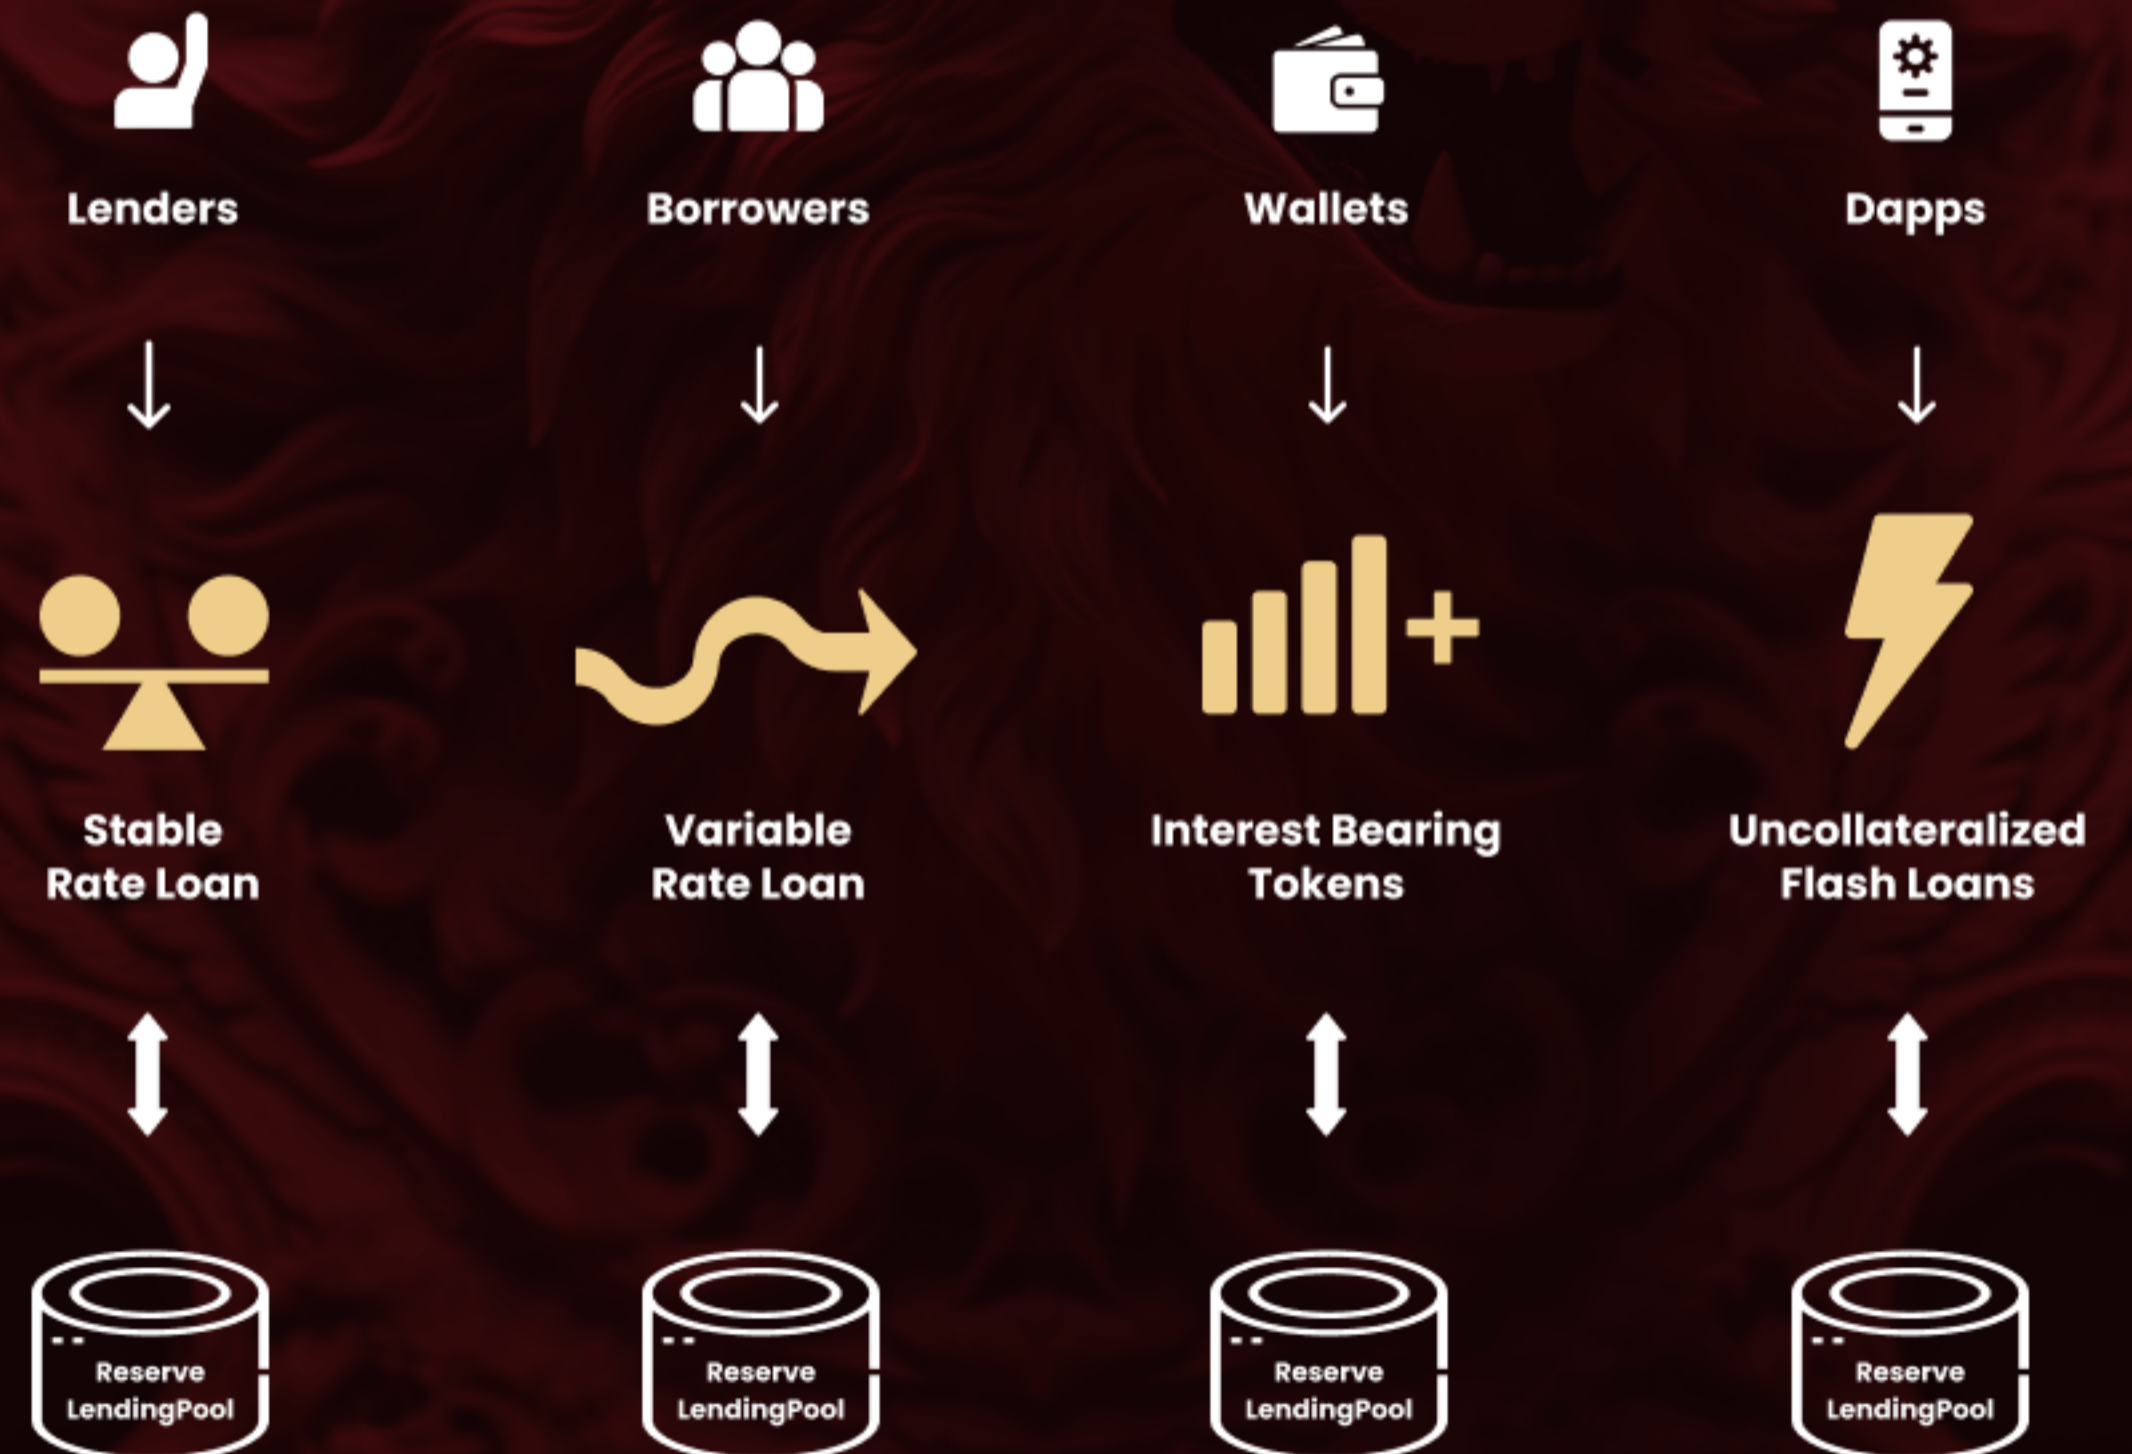 Lenders
Borrowers
Wallets
Dapps
Stable
Rate Loan
Variable
Rate Loan
Interest Bearing
Tokens
Uncollateralized
Flash Loans
Reserve
LendingPool
Reserve
LendingPool
Reserve
LendingPool
Reserve
LendingPool